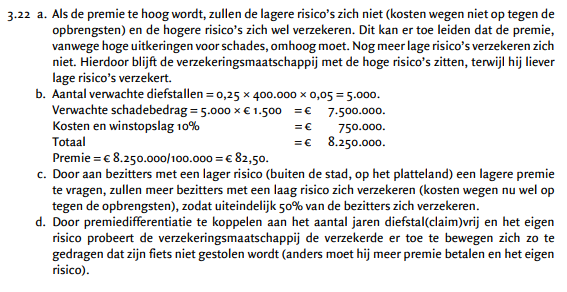 3.22 a. Als de premie te hoog wordt, zullen de lagere risico's zich niet (kosten wegen niet op tegen de
opbrengsten) en de hogere risico's zich wel verzekeren. Dit kan er toe leiden dat de premie,
vanwege hoge uitkeringen voor schades, omhoog moet. Nog meer lage risico's verzekeren zich
niet. Hierdoor blijft de verzekeringsmaatschappij met de hoge risico's zitten, terwijl hij liever
lage risico's verzekert.
b. Aantal verwachte diefstallen = 0,25 × 400.000 × 0,05 = 5.000.
Verwachte schadebedrag = 5.000 × € 1.500 = € 7.500.000.
Kosten en winstopslag 10% = € 750.000.
Totaal = € 8.250.000.
Premie = € 8.250.000/100.000 = € 82,50.
c. Door aan bezitters met een lager risico (buiten de stad, op het platteland) een lagere premie
te vragen, zullen meer bezitters met een laag risico zich verzekeren (kosten wegen nu wel op
tegen de opbrengsten), zodat uiteindelijk 50% van de bezitters zich verzekeren.
d. Door premiedifferentiatie te koppelen aan het aantal jaren diefstal(claim)vrij en het eigen
risico probeert de verzekeringsmaatschappij de verzekerde er toe te bewegen zich zo te
gedragen dat zijn fiets niet gestolen wordt (anders moet hij meer premie betalen en het eigen
risico).